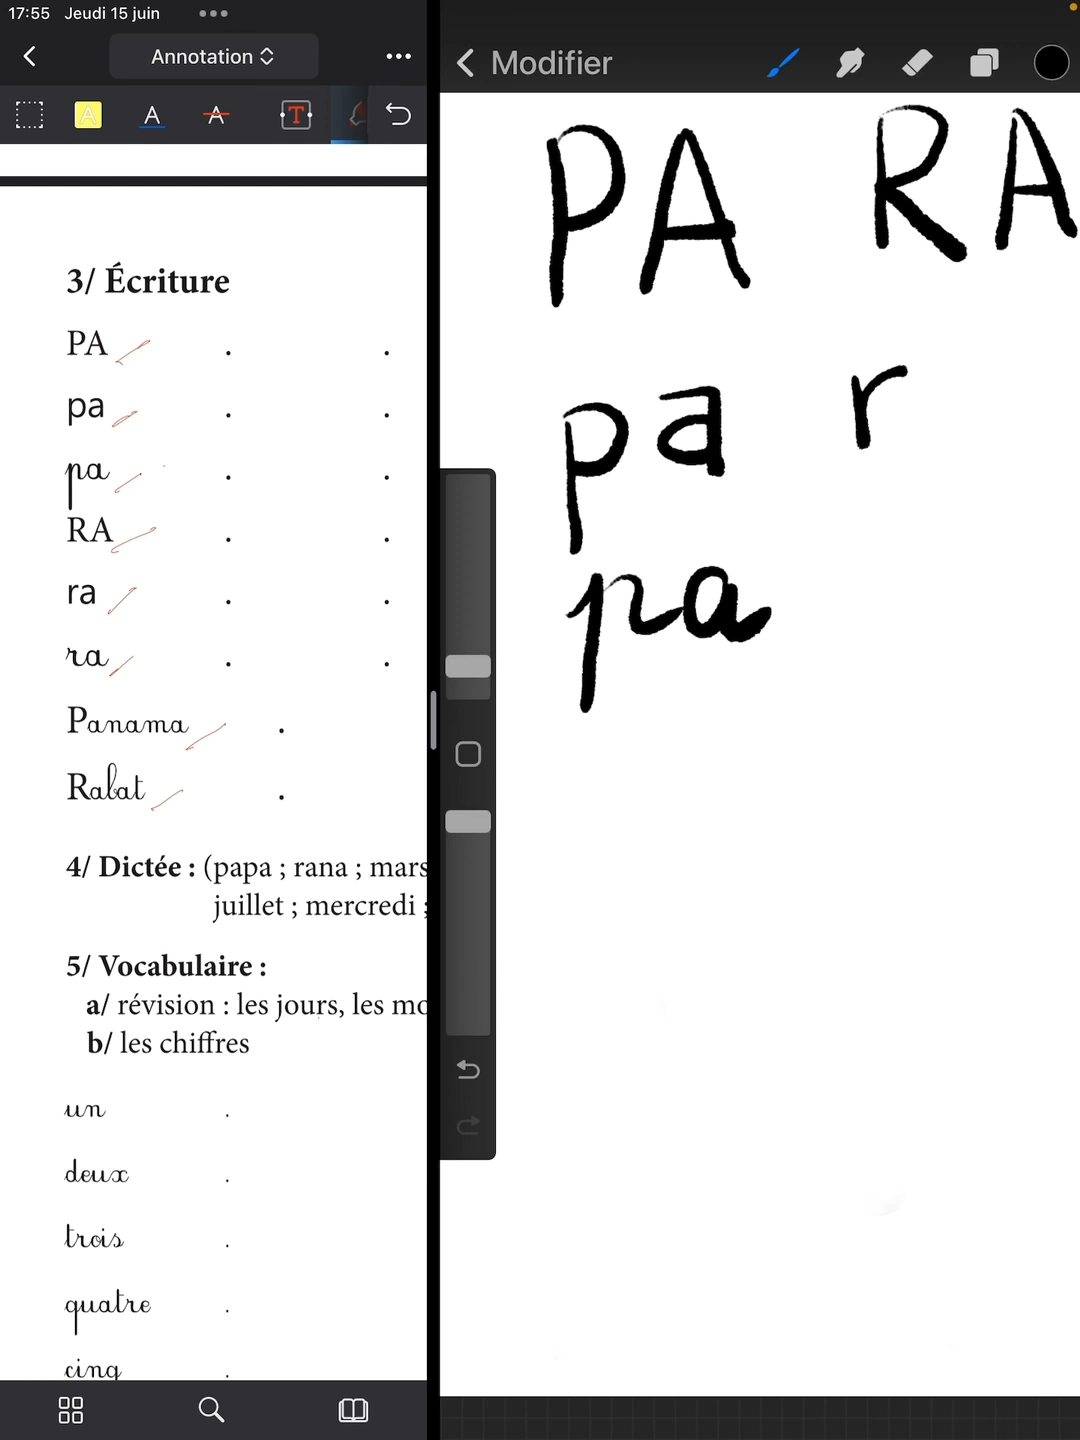 17:55 Jeudi 15 juin
Annotation
3/ Écriture
PA . .
pa . .
pa . .
RA . .
ra . .
ra . .
Panama .
Rabat .
4/ Dictée : (papa ; rana ; mars
juillet ; mercredi ;
5/ Vocabulaire :
a/ révision : les jours, les mo
b/ les chiffres
un .
deux .
trois .
quatre .
cinq .
Modifier
PA RA
pa r
pa